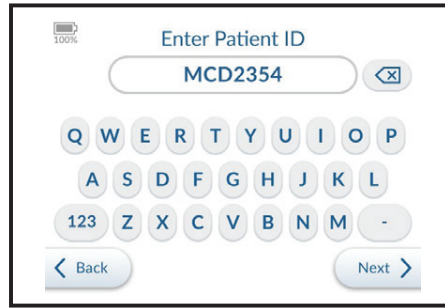 100%
Enter Patient ID
MCD2354
Q W E R T Y U I O P
A S D F G H J K L
123 Z X C V B N M -
Back Next